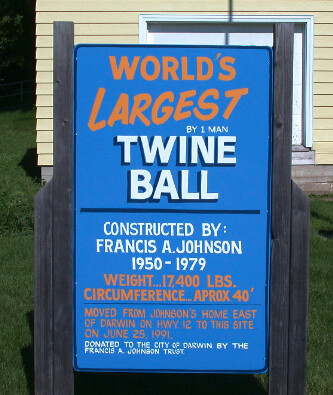 WORLD'S
LARGEST
BY 1 MAN
TWINE
BALL
CONSTRUCTED BY:
FRANCIS A. JOHNSON
1950-1979
WEIGHT...17,400 LBS.
CIRCUMFERENCE...APROX 40'
MOVED FROM JOHNSON'S HOME EAST
OF DARWIN ON HWY 12 TO THIS SITE
ON JUNE 25, 1991.
DONATED TO THE CITY OF DARWIN BY THE
FRANCIS A. JOHNSON TRUST.